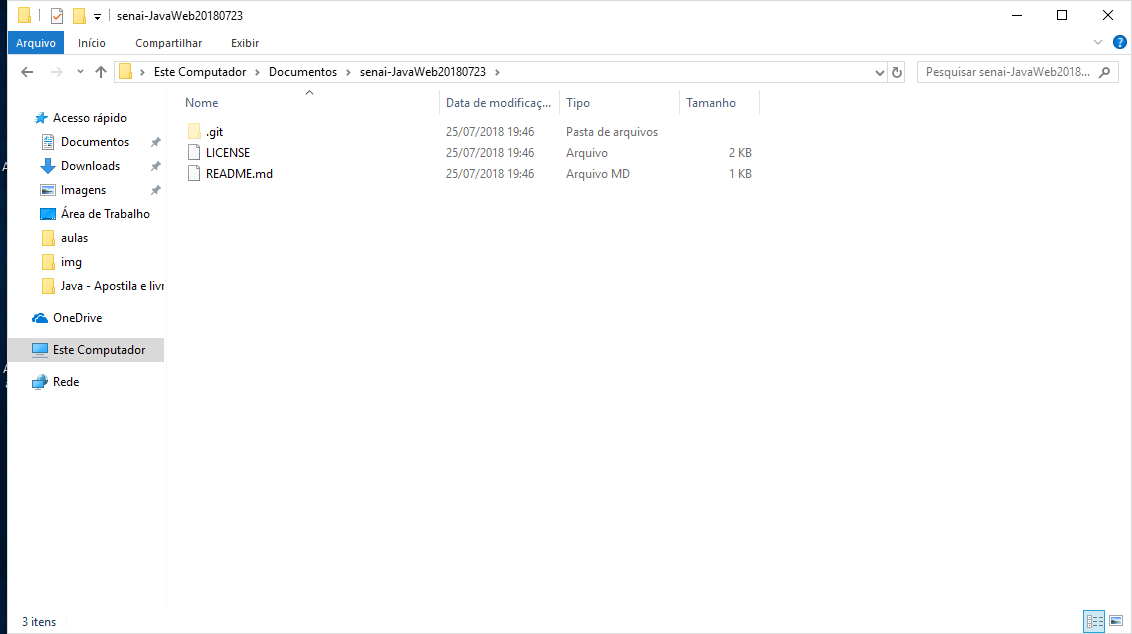 senai-JavaWeb20180723
Arquivo Início Compartilhar Exibir
Este Computador Documentos senai-JavaWeb20180723 Pesquisar senai-JavaWeb2018...
Nome Data de modificaç... Tipo Tamanho
.git 25/07/2018 19:46 Pasta de arquivos
LICENSE 25/07/2018 19:46 Arquivo 2 KB
README.md 25/07/2018 19:46 Arquivo MD 1 KB
Acesso rápido
Documentos
Downloads
Imagens
Área de Trabalho
aulas
img
Java - Apostila e livr
OneDrive
Este Computador
Rede
3 itens